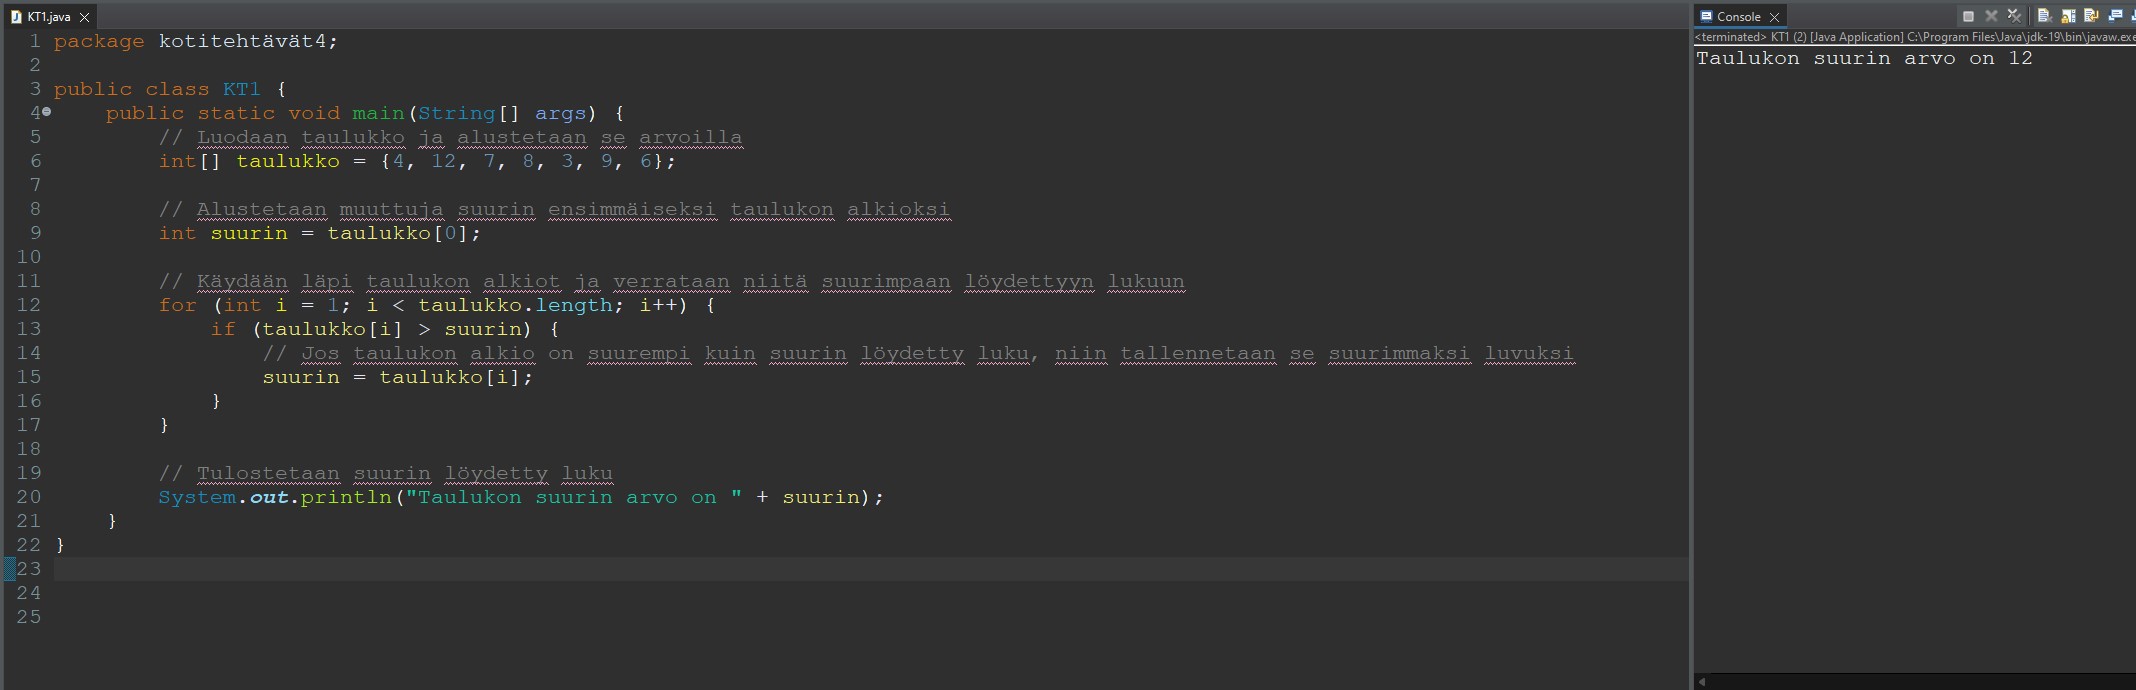 KT1.java
1 package kotitehtävät4;
2
3 public class KT1 {
4 public static void main(String[] args) {
5 // Luodaan taulukko ja alustetaan se arvoilla
6 int[] taulukko = {4, 12, 7, 8, 3, 9, 6};
7
8 // Alustetaan muuttuja suurin ensimmäiseksi taulukon alkioksi
9 int suurin = taulukko[0];
10
11 // Käydään läpi taulukon alkiot ja verrataan niitä suurimpaan löydettyyn lukuun
12 for (int i = 1; i < taulukko.length; i++) {
13 if (taulukko[i] > suurin) {
14 // Jos taulukon alkio on suurempi kuin suurin löydetty luku, niin tallennetaan se suurimmaksi luvuksi
15 suurin = taulukko[i];
16 }
17 }
18
19 // Tulostetaan suurin löydetty luku
20 System.out.println("Taulukon suurin arvo on " + suurin);
21 }
22 }
23
24
25
Console
<terminated> KT1 (2) [Java Application] C:\Program Files\Java\jdk-19\bin\javaw.exe
Taulukon suurin arvo on 12